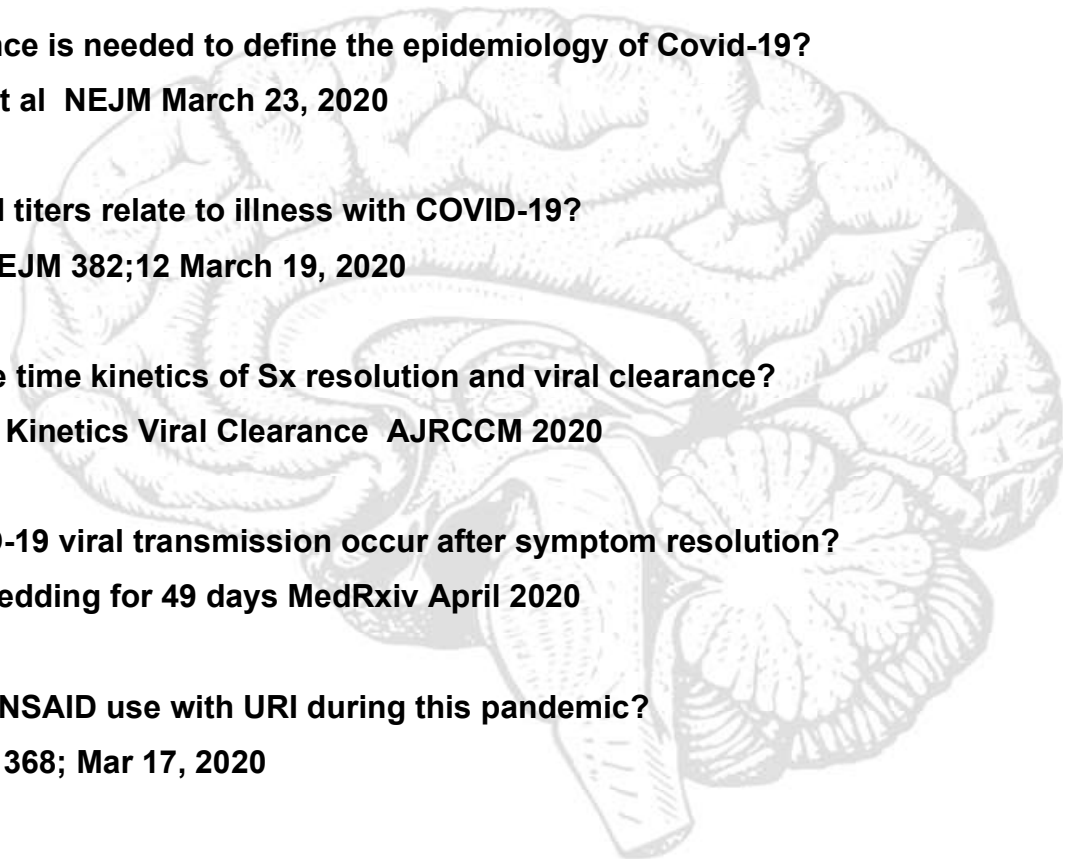 nce is needed to define the epidemiology of Covid-19?
t al NEJM March 23, 2020
titers relate to illness with COVID-19?
EJM 382;12 March 19, 2020
e time kinetics of Sx resolution and viral clearance?
Kinetics Viral Clearance AJRCCM 2020
-19 viral transmission occur after symptom resolution?
edding for 49 days MedRxiv April 2020
NSAID use with URI during this pandemic?
368; Mar 17, 2020